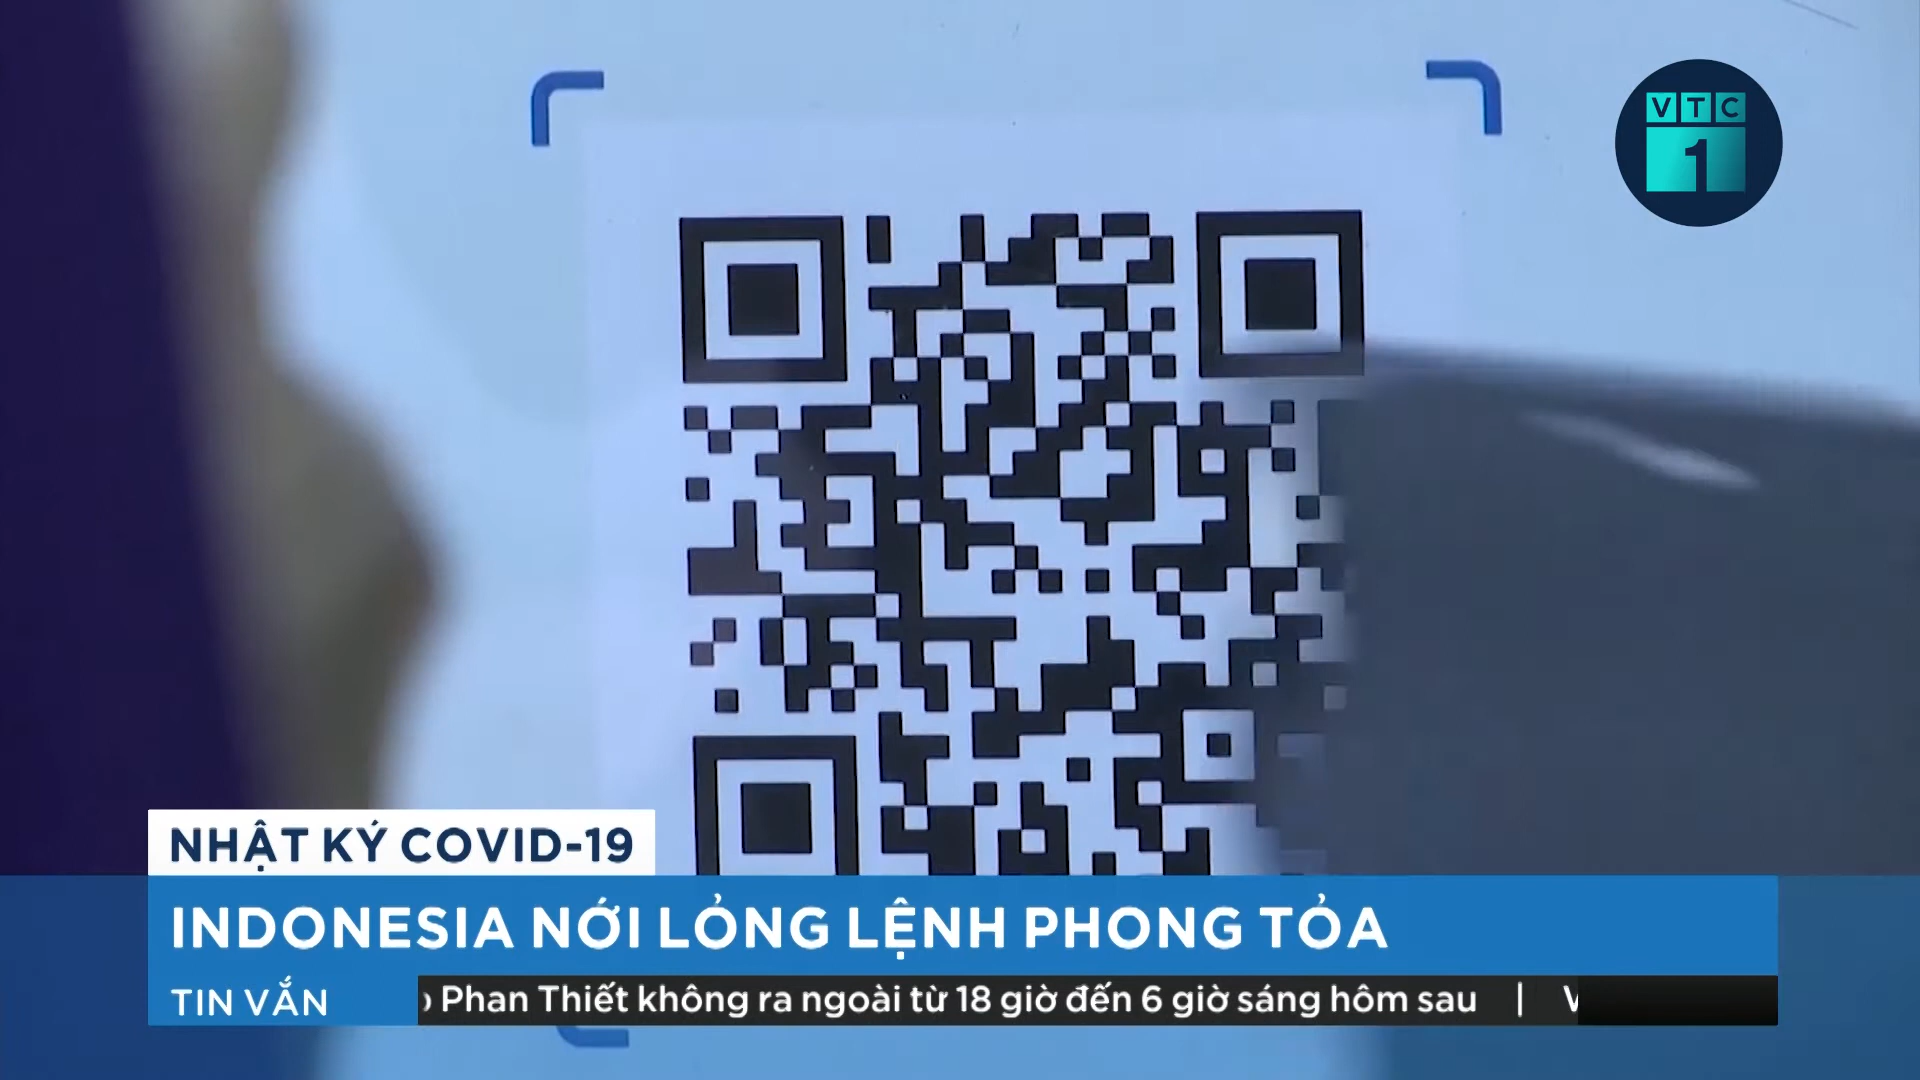 VTC
1
NHẬT KÝ COVID-19
INDONESIA NỚI LỎNG LỆNH PHONG TỎA
TIN VẮN
Phan Thiết không ra ngoài từ 18 giờ đến 6 giờ sáng hôm sau |